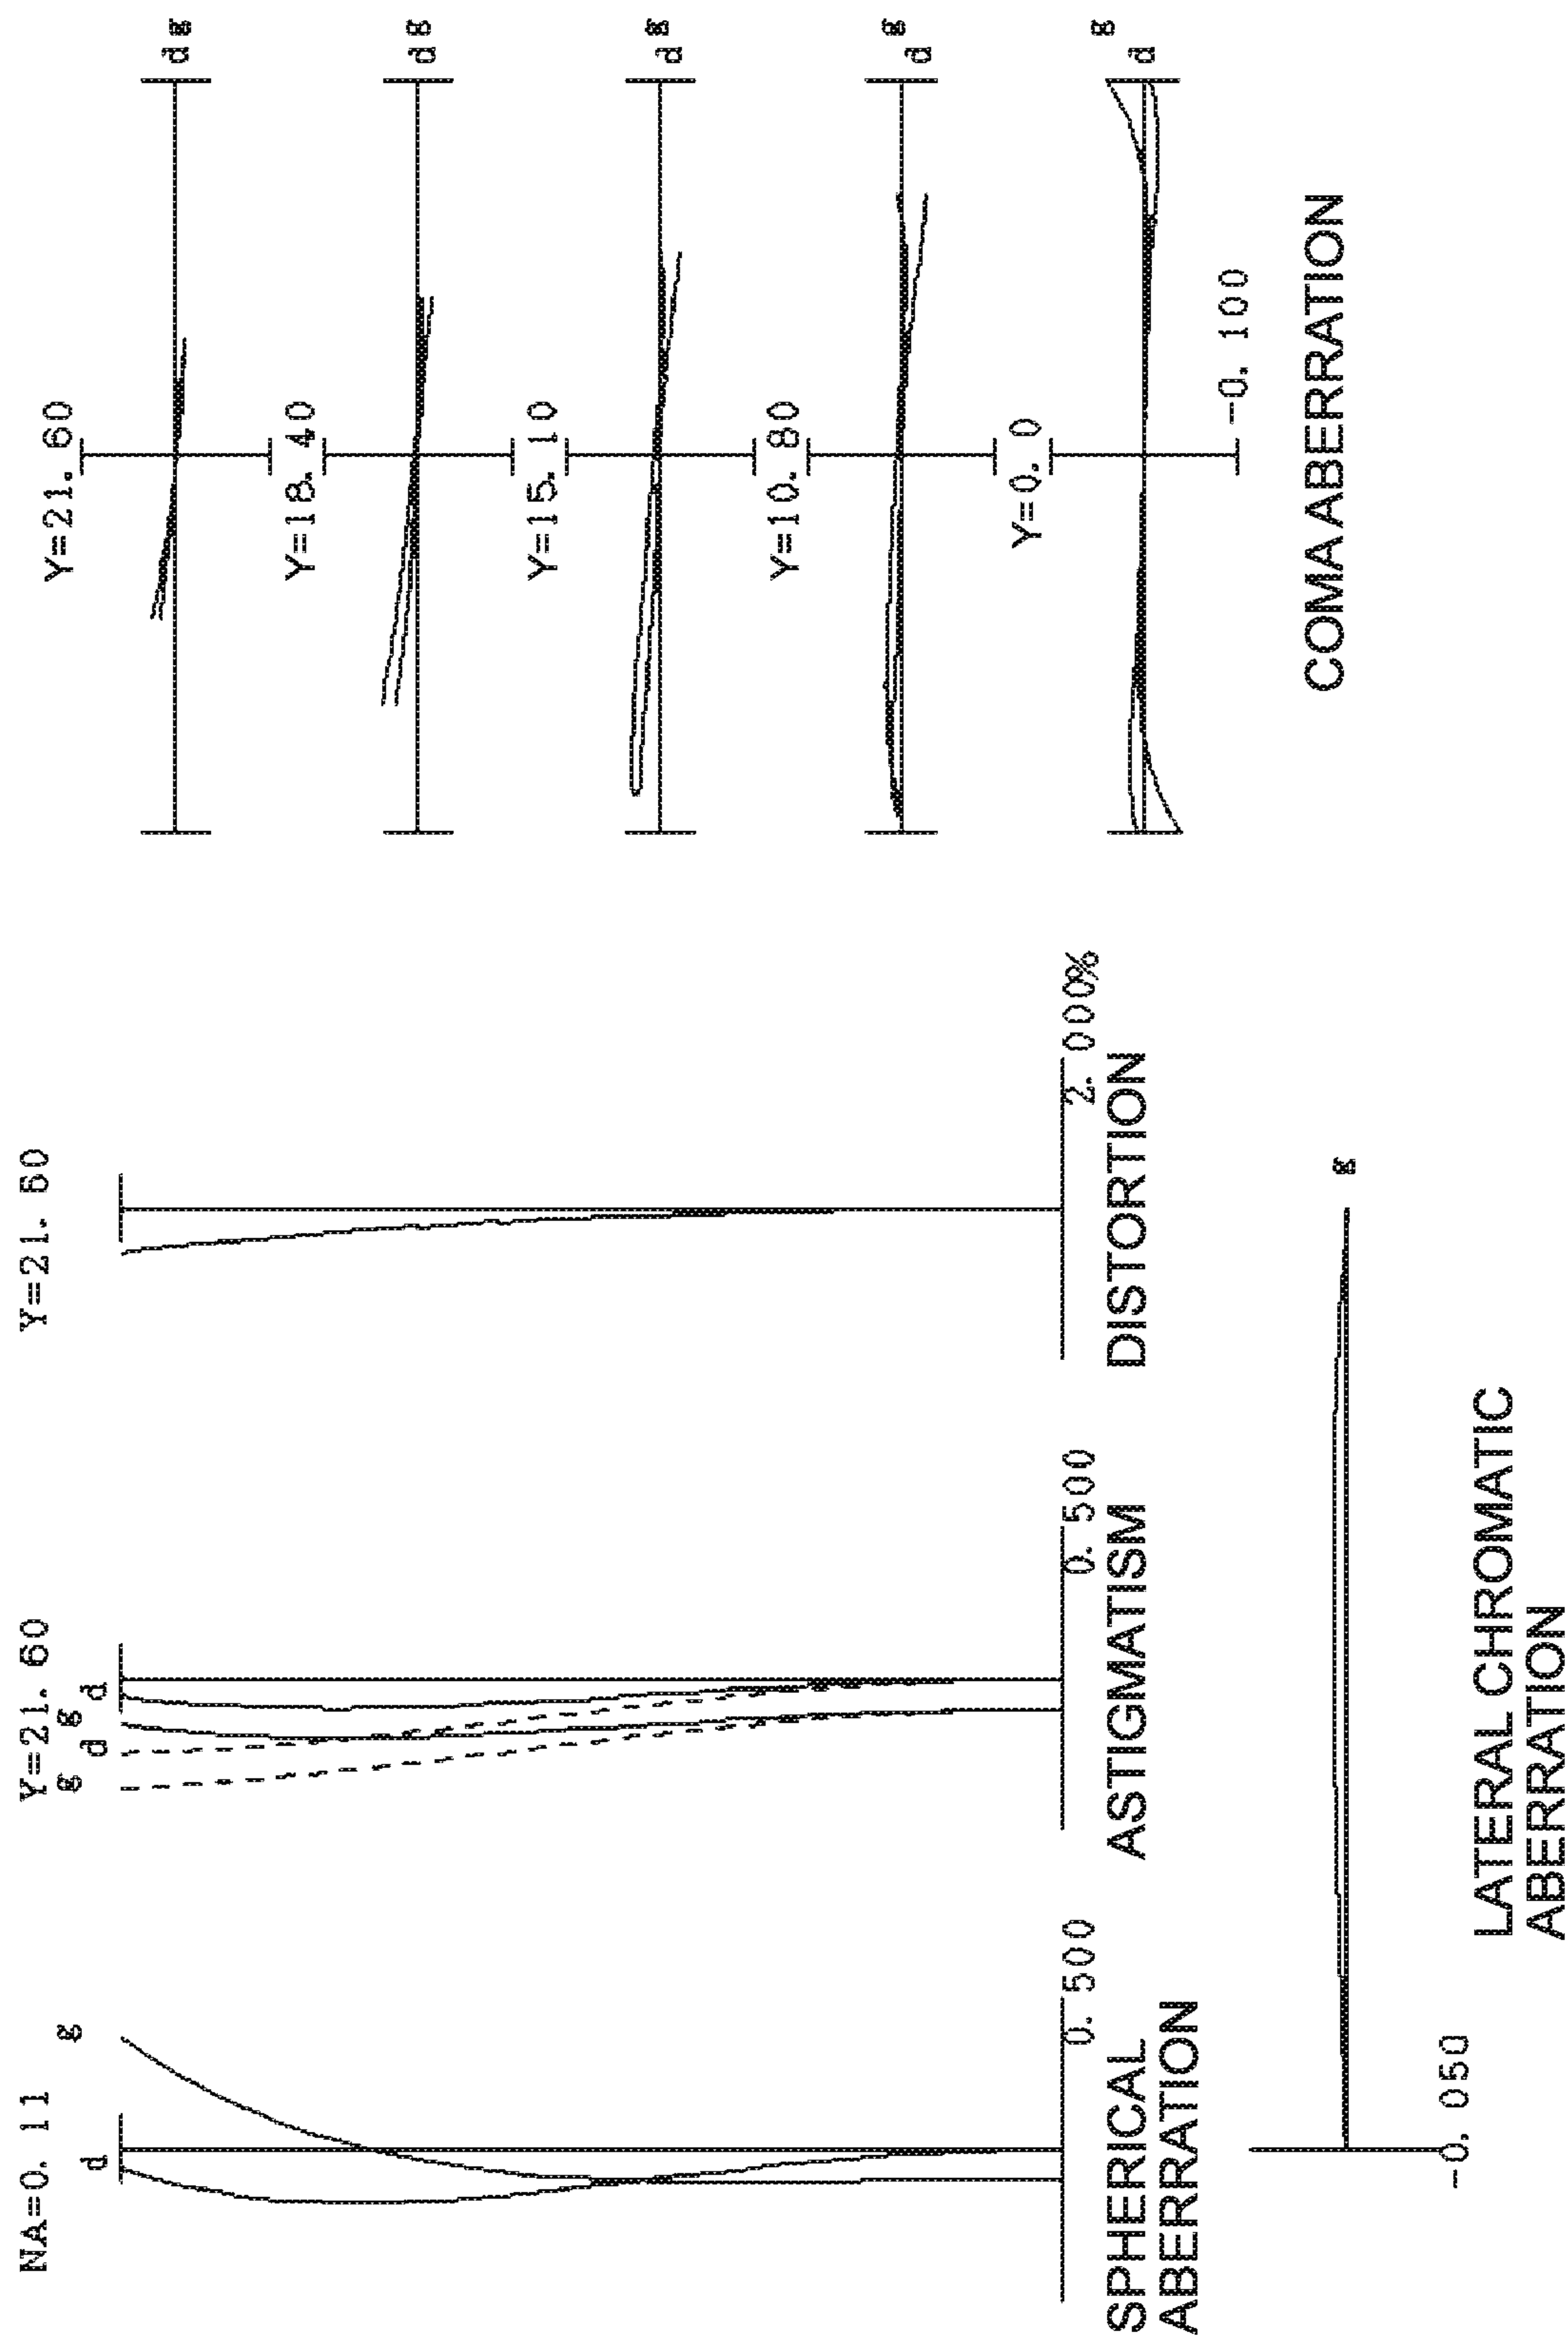 NA=0. 11
g
d
0. 500
SPHERICAL
ABERRATION
Y=21. 60
g
g
d
d
0. 500
ASTIGMATISM
Y=21. 60
2. 000%
DISTORTION
Y=21. 60
d g
Y=18. 40
d g
Y=15. 10
g
d
Y=10. 80
g
d
Y=0. 0
g
d
-0. 100
COMA ABERRATION
g
-0. 050
LATERAL CHROMATIC
ABERRATION